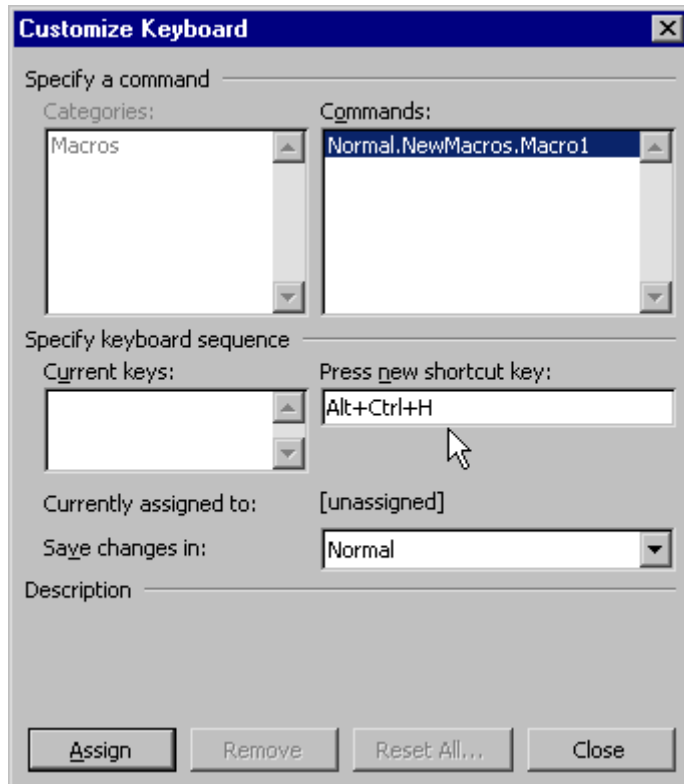 Customize Keyboard
Specify a command
Categories: Commands:
Macros Normal.NewMacros.Macro1
Specify keyboard sequence
Current keys: Press new shortcut key:
Alt+Ctrl+H
Currently assigned to: [unassigned]
Save changes in: Normal
Description
Assign Remove Reset All... Close